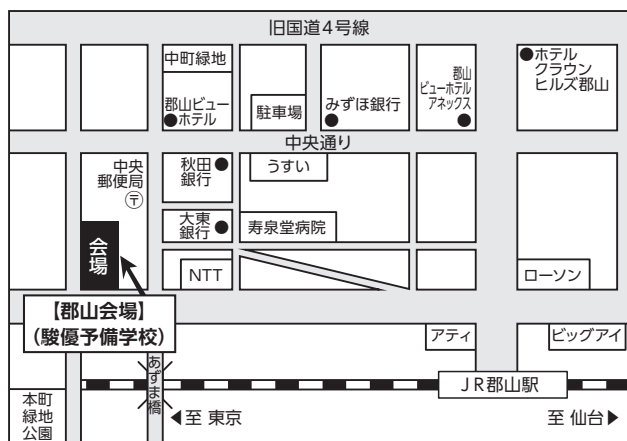 旧国道4号線
中町緑地
郡山ビュー
ホテル
駐車場
みずほ銀行
郡山
ビューホテル
アネックス
ホテル
クラウン
ヒルズ郡山
中央通り
中央
郵便局
〒
秋田
銀行
うすい
大東
銀行
寿泉堂病院
会場
NTT
ローソン
【郡山会場】
(駿優予備学校)
アティ
ビッグアイ
あずま橋
JR郡山駅
本町
緑地
公園
至 東京
至 仙台